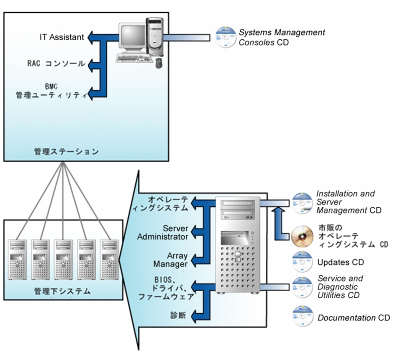 IT Assistant
RAC コンソール
BMC
管理ユーティリティ
Systems Management
Consoles CD
管理ステーション
オペレーテ
ィングシステム
Server
Administrator
Array
Manager
BIOS、
ドライバ、
ファームウェア
診断
管理下システム
Installation and
Server
Management CD
市販の
オペレーテ
ィングシステム CD
Updates CD
Service and
Diagnostic
Utilities CD
Documentation CD